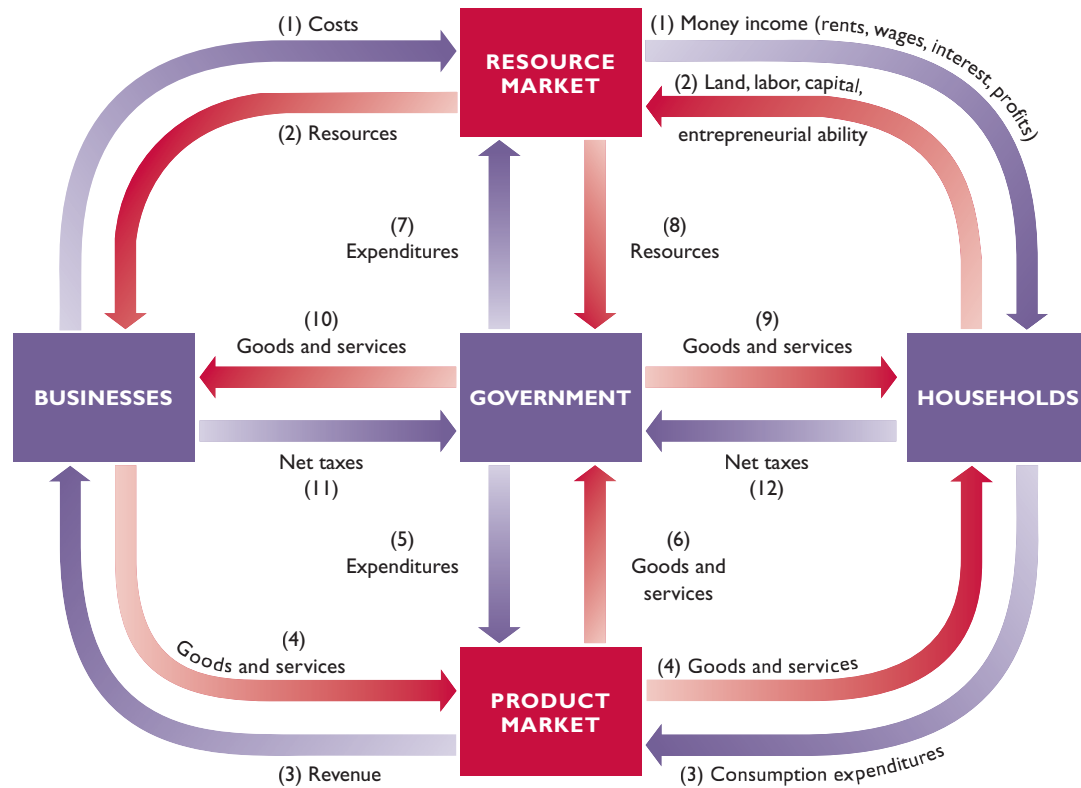 (1) Costs
RESOURCE
MARKET
(1) Money income (rents, wages, interest, profits)
(2) Land, labor, capital,
entrepreneurial ability
(2) Resources
(7)
Expenditures
(8)
Resources
(10)
Goods and services
(9)
Goods and services
BUSINESSES
GOVERNMENT
HOUSEHOLDS
Net taxes
(11)
Net taxes
(12)
(5)
Expenditures
(6)
Goods and
services
(4)
Goods and services
(4) Goods and services
PRODUCT
MARKET
(3) Revenue
(3) Consumption expenditures